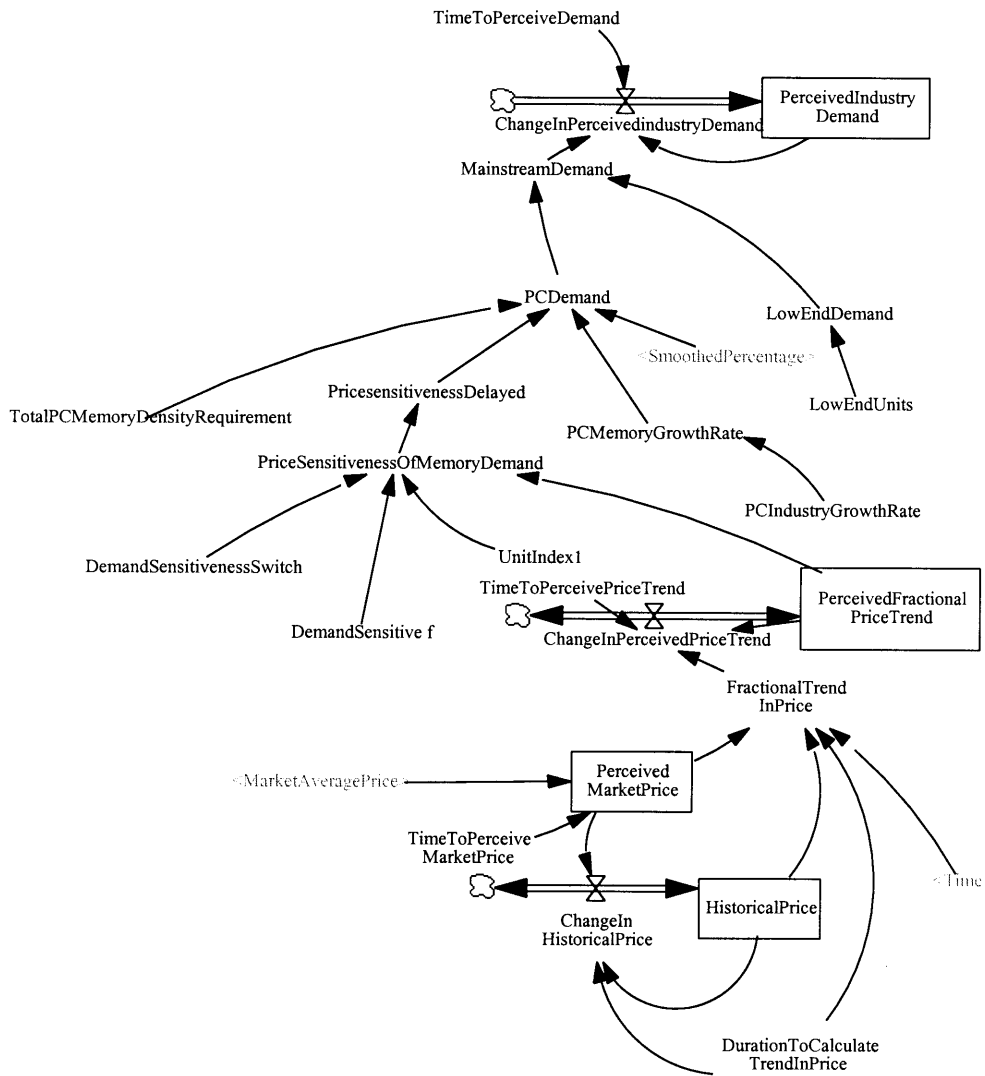 TimeToPerceiveDemand
PerceivedIndustry
Demand
ChangeInPerceivedindustryDemand
MainstreamDemand
PCDemand
LowEndDemand
<SmoothedPercentage>
PricesensitivenessDelayed
LowEndUnits
TotalPCMemoryDensityRequirement
PCMemoryGrowthRate
PriceSensitivenessOfMemoryDemand
PCIndustryGrowthRate
UnitIndex1
DemandSensitivenessSwitch
TimeToPerceivePriceTrend
PerceivedFractional
PriceTrend
DemandSensitive f
ChangeInPerceivedPriceTrend
FractionalTrend
InPrice
<MarketAveragePrice>
Perceived
MarketPrice
TimeToPerceive
MarketPrice
<Time
HistoricalPrice
ChangeIn
HistoricalPrice
DurationToCalculate
TrendInPrice